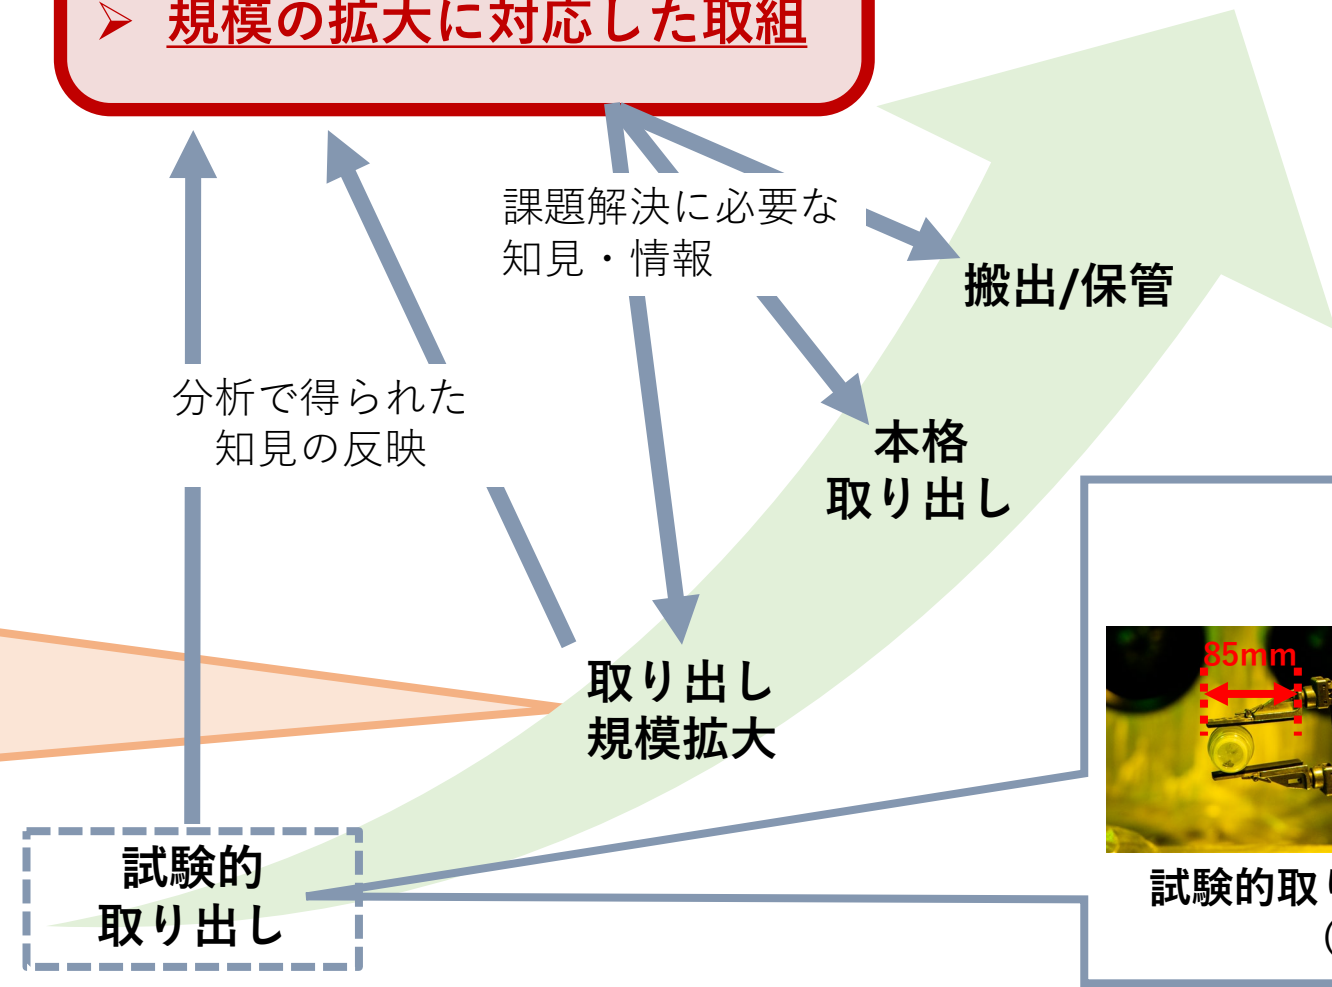 ➢ 規模の拡大に対応した取組
課題解決に必要な
知見・情報
搬出/保管
分析で得られた
知見の反映
本格
取り出し
取り出し
規模拡大
85mm
試験的
取り出し
試験的取り
（